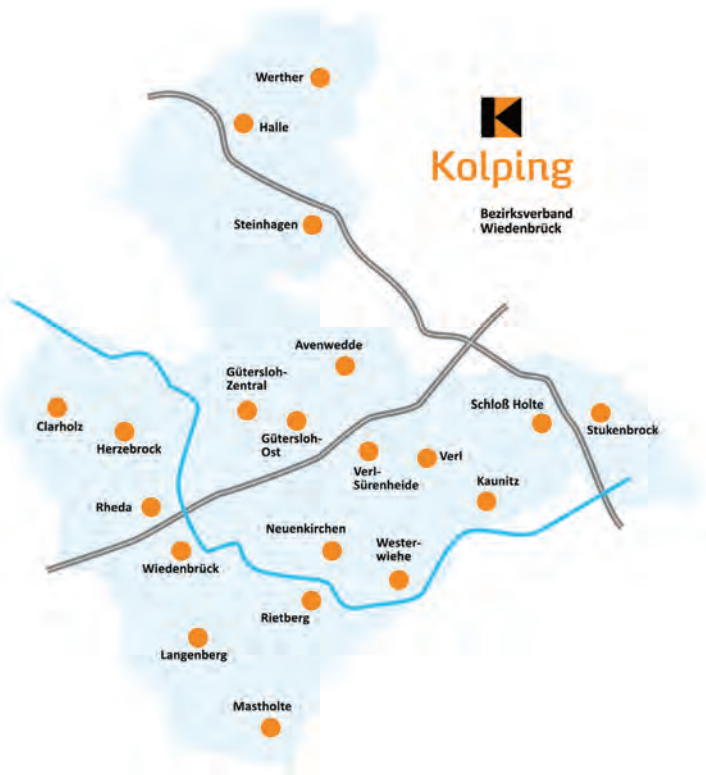 Werther
Halle
Kolping
Bezirksverband
Wiedenbrück
Steinhagen
Avenwedde
Gütersloh-
Zentral
Schloß Holte
Clarholz
Gütersloh-
Ost
Stukenbrock
Herzebrock
Verl-
Sürenheide
Verl
Kaunitz
Rheda
Neuenkirchen
Wester-
wiehe
Wiedenbrück
Rietberg
Langenberg
Mastholte